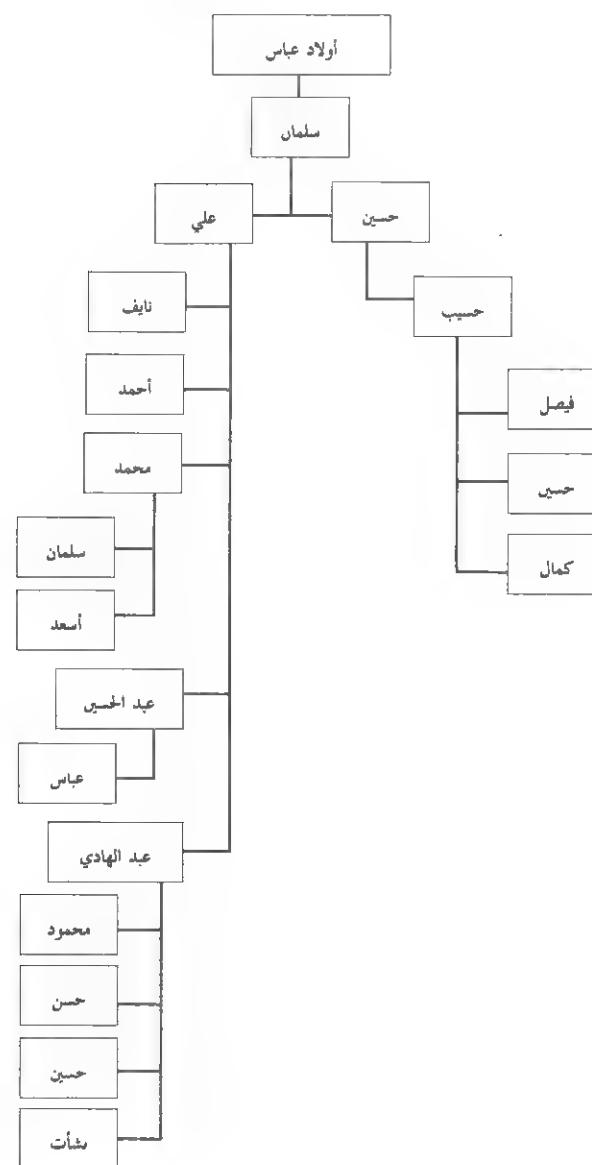 أولاد عباس
سلمان
حسين
علي
حسيب
نايف
أحمد
محمد
فيصل
حسين
كمال
سلمان
أسعد
عبد الحسين
عباس
عبد الهادي
محمود
حسن
حسين
نشأت